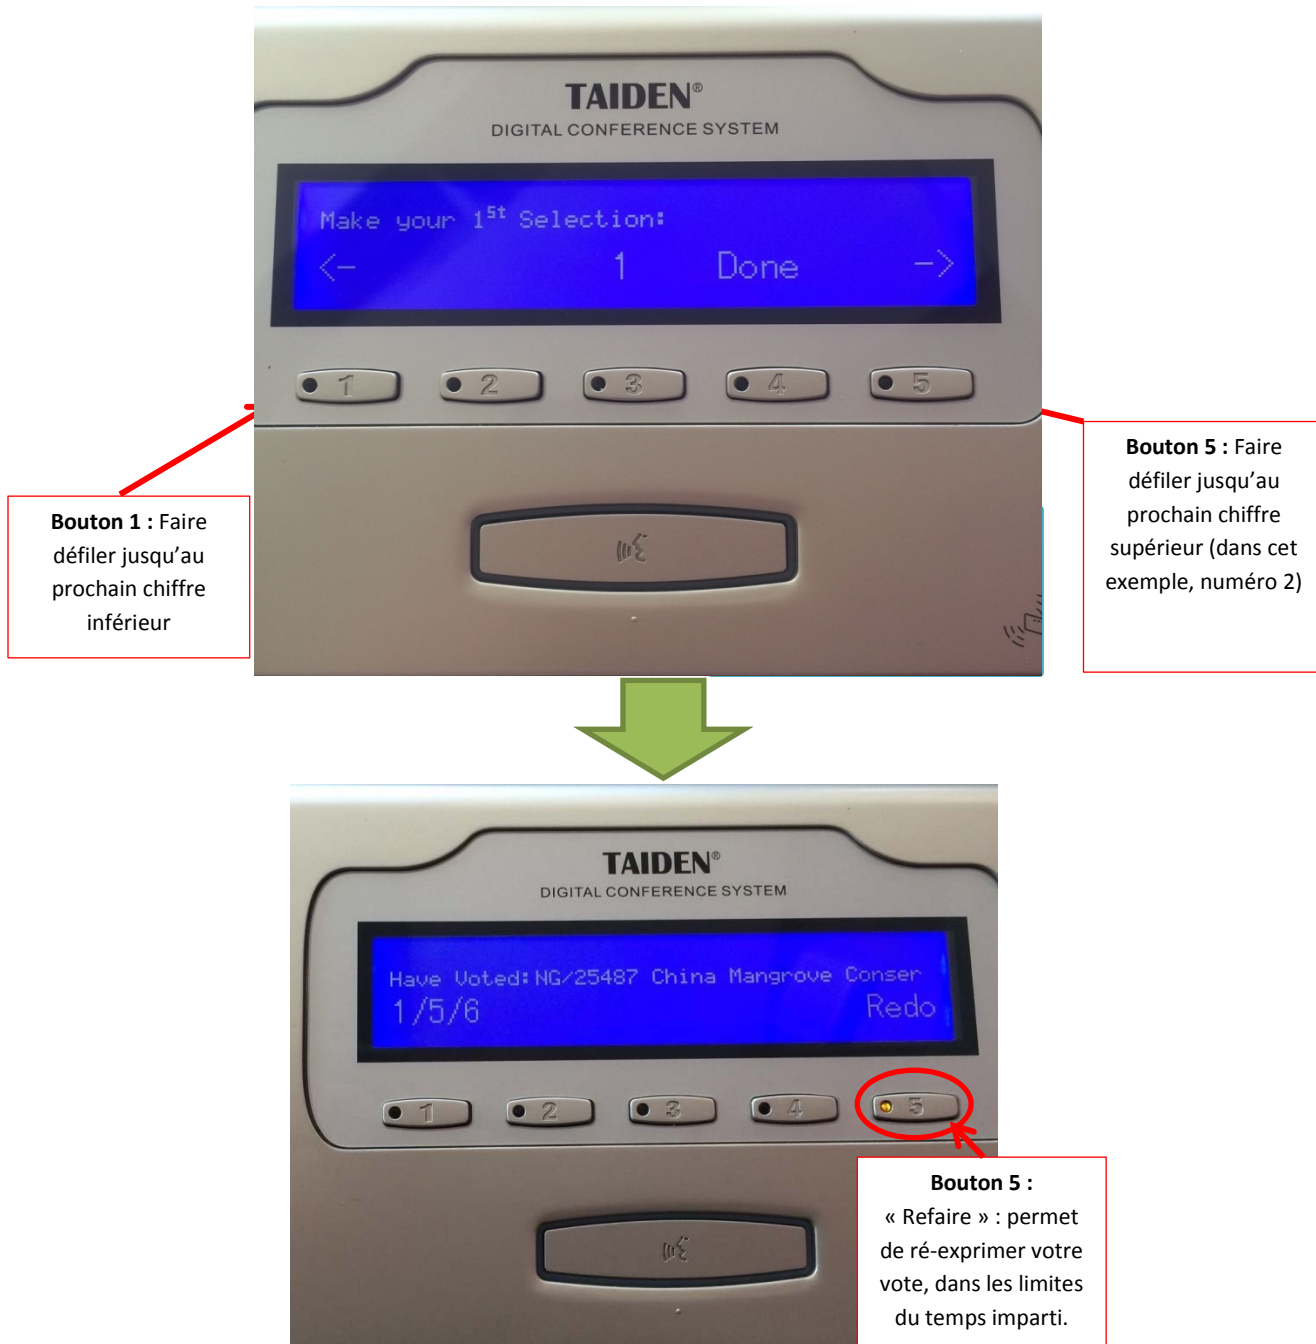 TAIDEN®
DIGITAL CONFERENCE SYSTEM
Make your 1st Selection:
<- 1 Done ->
1 2 3 4 5
Bouton 1 : Faire
défiler jusqu'au
prochain chiffre
inférieur
Bouton 5 : Faire
défiler jusqu'au
prochain chiffre
supérieur (dans cet
exemple, numéro 2)
TAIDEN®
DIGITAL CONFERENCE SYSTEM
Have Voted:NG/25487 China Mangrove Conser
1/5/6 Redo
1 2 3 4 5
Bouton 5 :
« Refaire » : permet
de ré-exprimer votre
vote, dans les limites
du temps imparti.